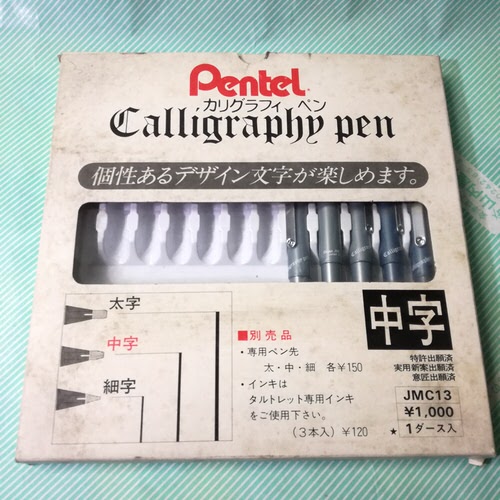 Pentel
カリグラフィ ペン
Calligraphy pen
個性あるデザイン文字が楽しめます。
太字
中字
細字
■別売品
・専用ペン先
太・中・細 各¥150
・インキは
タルトレット専用インキ
をご使用下さい。
(3本入) ¥120
中字
特許出願済
実用新案出願済
意匠出願済
JMC13
¥1,000
★ 1ダース入